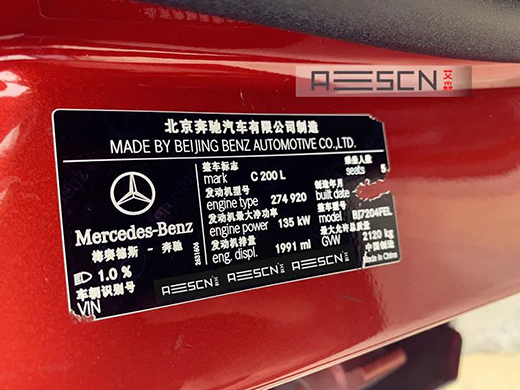 AESCN 艾森
北京奔驰汽车有限公司制造
MADE BY BEIJING BENZ AUTOMOTIVE CO.,LTD.
Mercedes-Benz
梅赛德斯 - 奔驰
1.0 %
车辆识别号
VIN
整车标志
mark C 200 L
发动机型号
engine type 274 920
发动机最大净功率
engine power 135 kW
发动机排量
eng. displ. 1991 ml
乘坐人数
seats 5
制造年月
built date
整车型号
model BJ7204FEL
最大允许总质量
GVW 2120 kg
中国制造
Made in China
AESCN AESCN AESCN